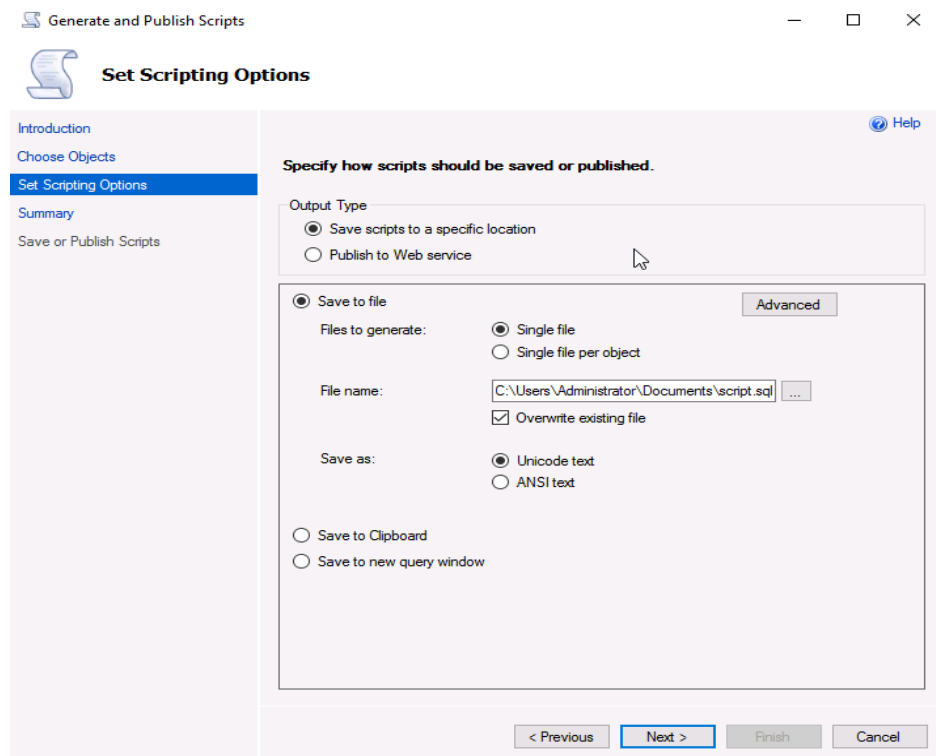 Generate and Publish Scripts
Set Scripting Options
Introduction
Choose Objects
Set Scripting Options
Summary
Save or Publish Scripts
Help
Specify how scripts should be saved or published.
Output Type
Save scripts to a specific location
Publish to Web service
Save to file
Advanced
Files to generate:
Single file
Single file per object
File name:
C:\Users\Administrator\Documents\script.sql
...
Overwrite existing file
Save as:
Unicode text
ANSI text
Save to Clipboard
Save to new query window
< Previous
Next >
Finish
Cancel